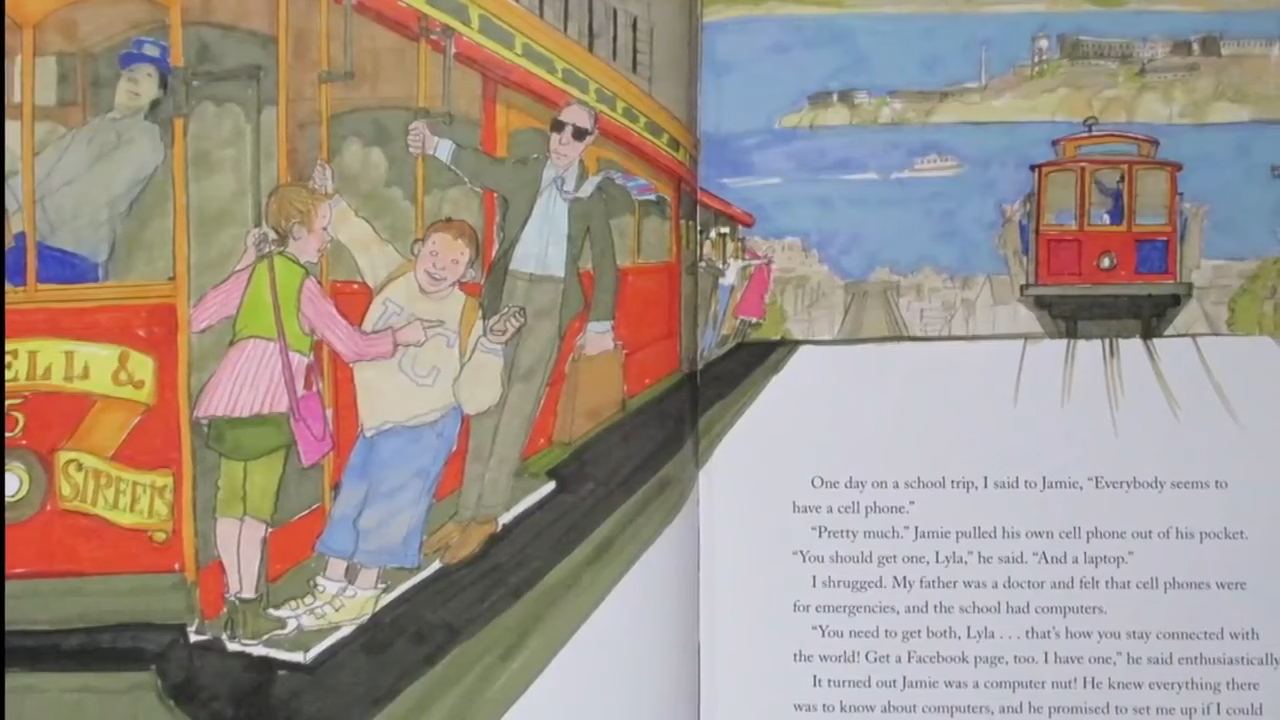 ELL &
5
STREETS
UC
One day on a school trip, I said to Jamie, “Everybody seems to
have a cell phone.”
“Pretty much.” Jamie pulled his own cell phone out of his pocket.
“You should get one, Lyla,” he said. “And a laptop.”
I shrugged. My father was a doctor and felt that cell phones were
for emergencies, and the school had computers.
“You need to get both, Lyla . . . that’s how you stay connected with
the world! Get a Facebook page, too. I have one,” he said enthusiastically
It turned out Jamie was a computer nut! He knew everything there
was to know about computers, and he promised to set me up if I could